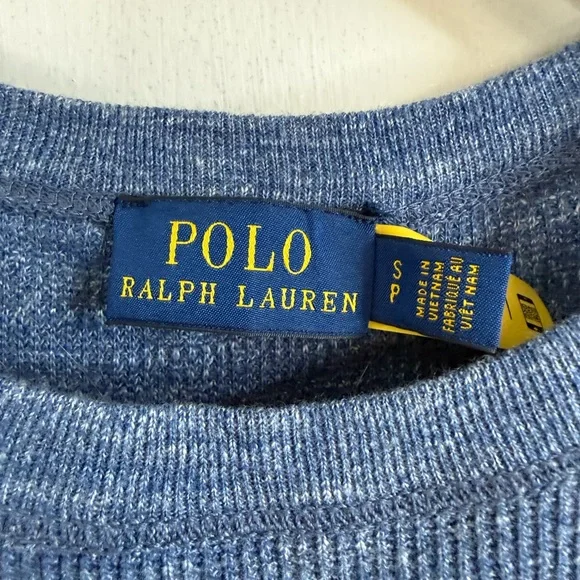 POLO
RALPH LAUREN
S
P
MADE IN
VIETNAM
FABRIQUÉ AU
VIÊT NAM